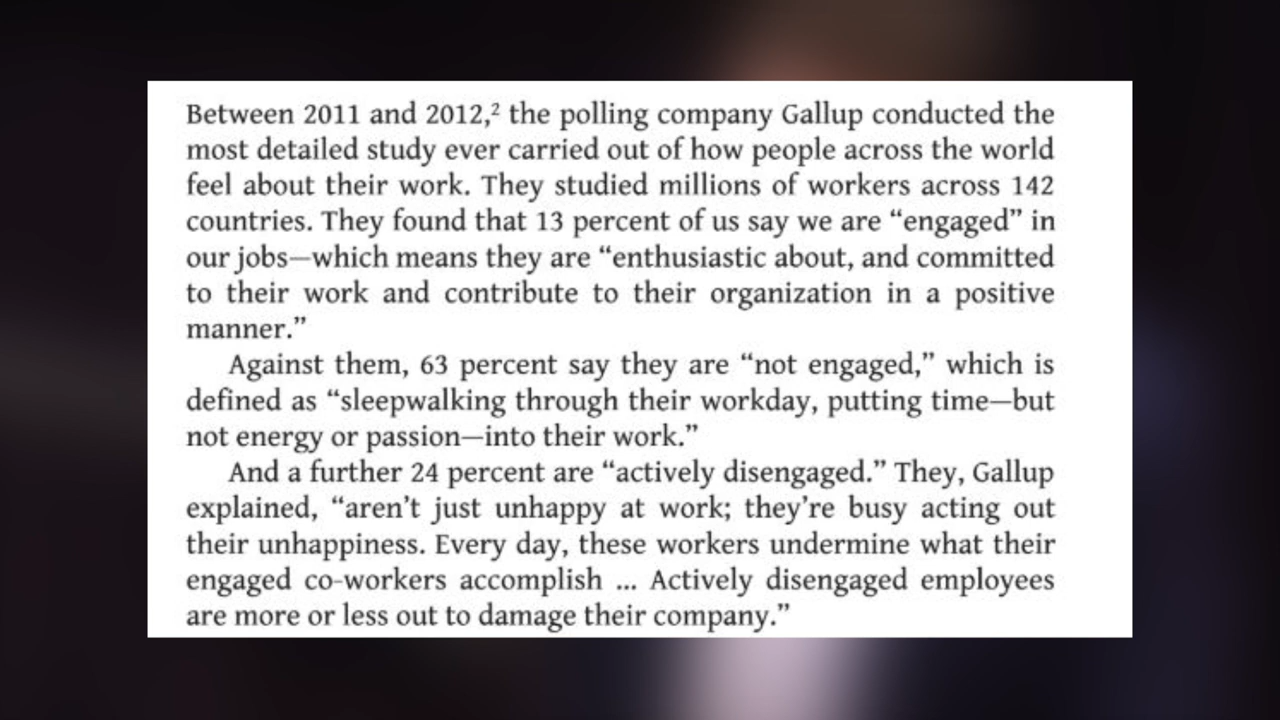 Between 2011 and 2012,² the polling company Gallup conducted the
most detailed study ever carried out of how people across the world
feel about their work. They studied millions of workers across 142
countries. They found that 13 percent of us say we are “engaged” in
our jobs—which means they are “enthusiastic about, and committed
to their work and contribute to their organization in a positive
manner.”
Against them, 63 percent say they are “not engaged,” which is
defined as “sleepwalking through their workday, putting time—but
not energy or passion—into their work.”
And a further 24 percent are “actively disengaged.” They, Gallup
explained, “aren’t just unhappy at work; they’re busy acting out
their unhappiness. Every day, these workers undermine what their
engaged co-workers accomplish ... Actively disengaged employees
are more or less out to damage their company.”